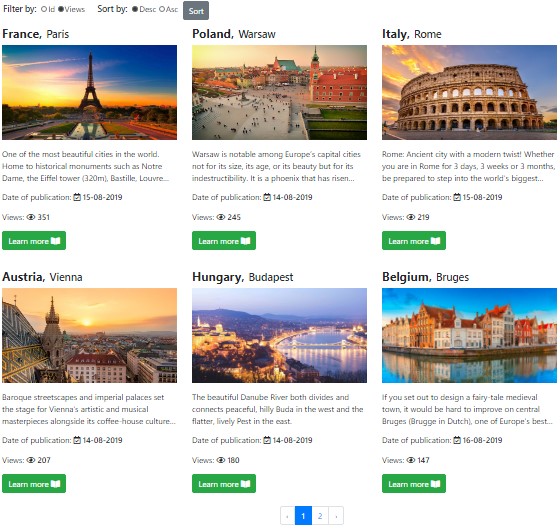 Filter by: Id Views Sort by: Desc Asc Sort
France, Paris
One of the most beautiful cities in the world.
Home to historical monuments such as Notre
Dame, the Eiffel tower (320m), Bastille, Louvre...
Date of publication: 15-08-2019
Views: 351
Learn more
Poland, Warsaw
Warsaw is notable among Europe's capital cities
not for its size, its age, or its beauty but for its
indestructibility. It is a phoenix that has risen...
Date of publication: 14-08-2019
Views: 245
Learn more
Italy, Rome
Rome: Ancient city with a modern twist! Whether
you are in Rome for 3 days, 3 weeks or 3 months,
be prepared to step into the world's biggest...
Date of publication: 15-08-2019
Views: 219
Learn more
Austria, Vienna
Baroque streetscapes and imperial palaces set
the stage for Vienna's artistic and musical
masterpieces alongside its coffee-house culture...
Date of publication: 14-08-2019
Views: 207
Learn more
Hungary, Budapest
The beautiful Danube River both divides and
connects peaceful, hilly Buda in the west and the
flatter, lively Pest in the east.
Date of publication: 14-08-2019
Views: 180
Learn more
Belgium, Bruges
If you set out to design a fairy-tale medieval
town, it would be hard to improve on central
Bruges (Brugge in Dutch), one of Europe's best...
Date of publication: 16-08-2019
Views: 147
Learn more
‹ 1 2 ›